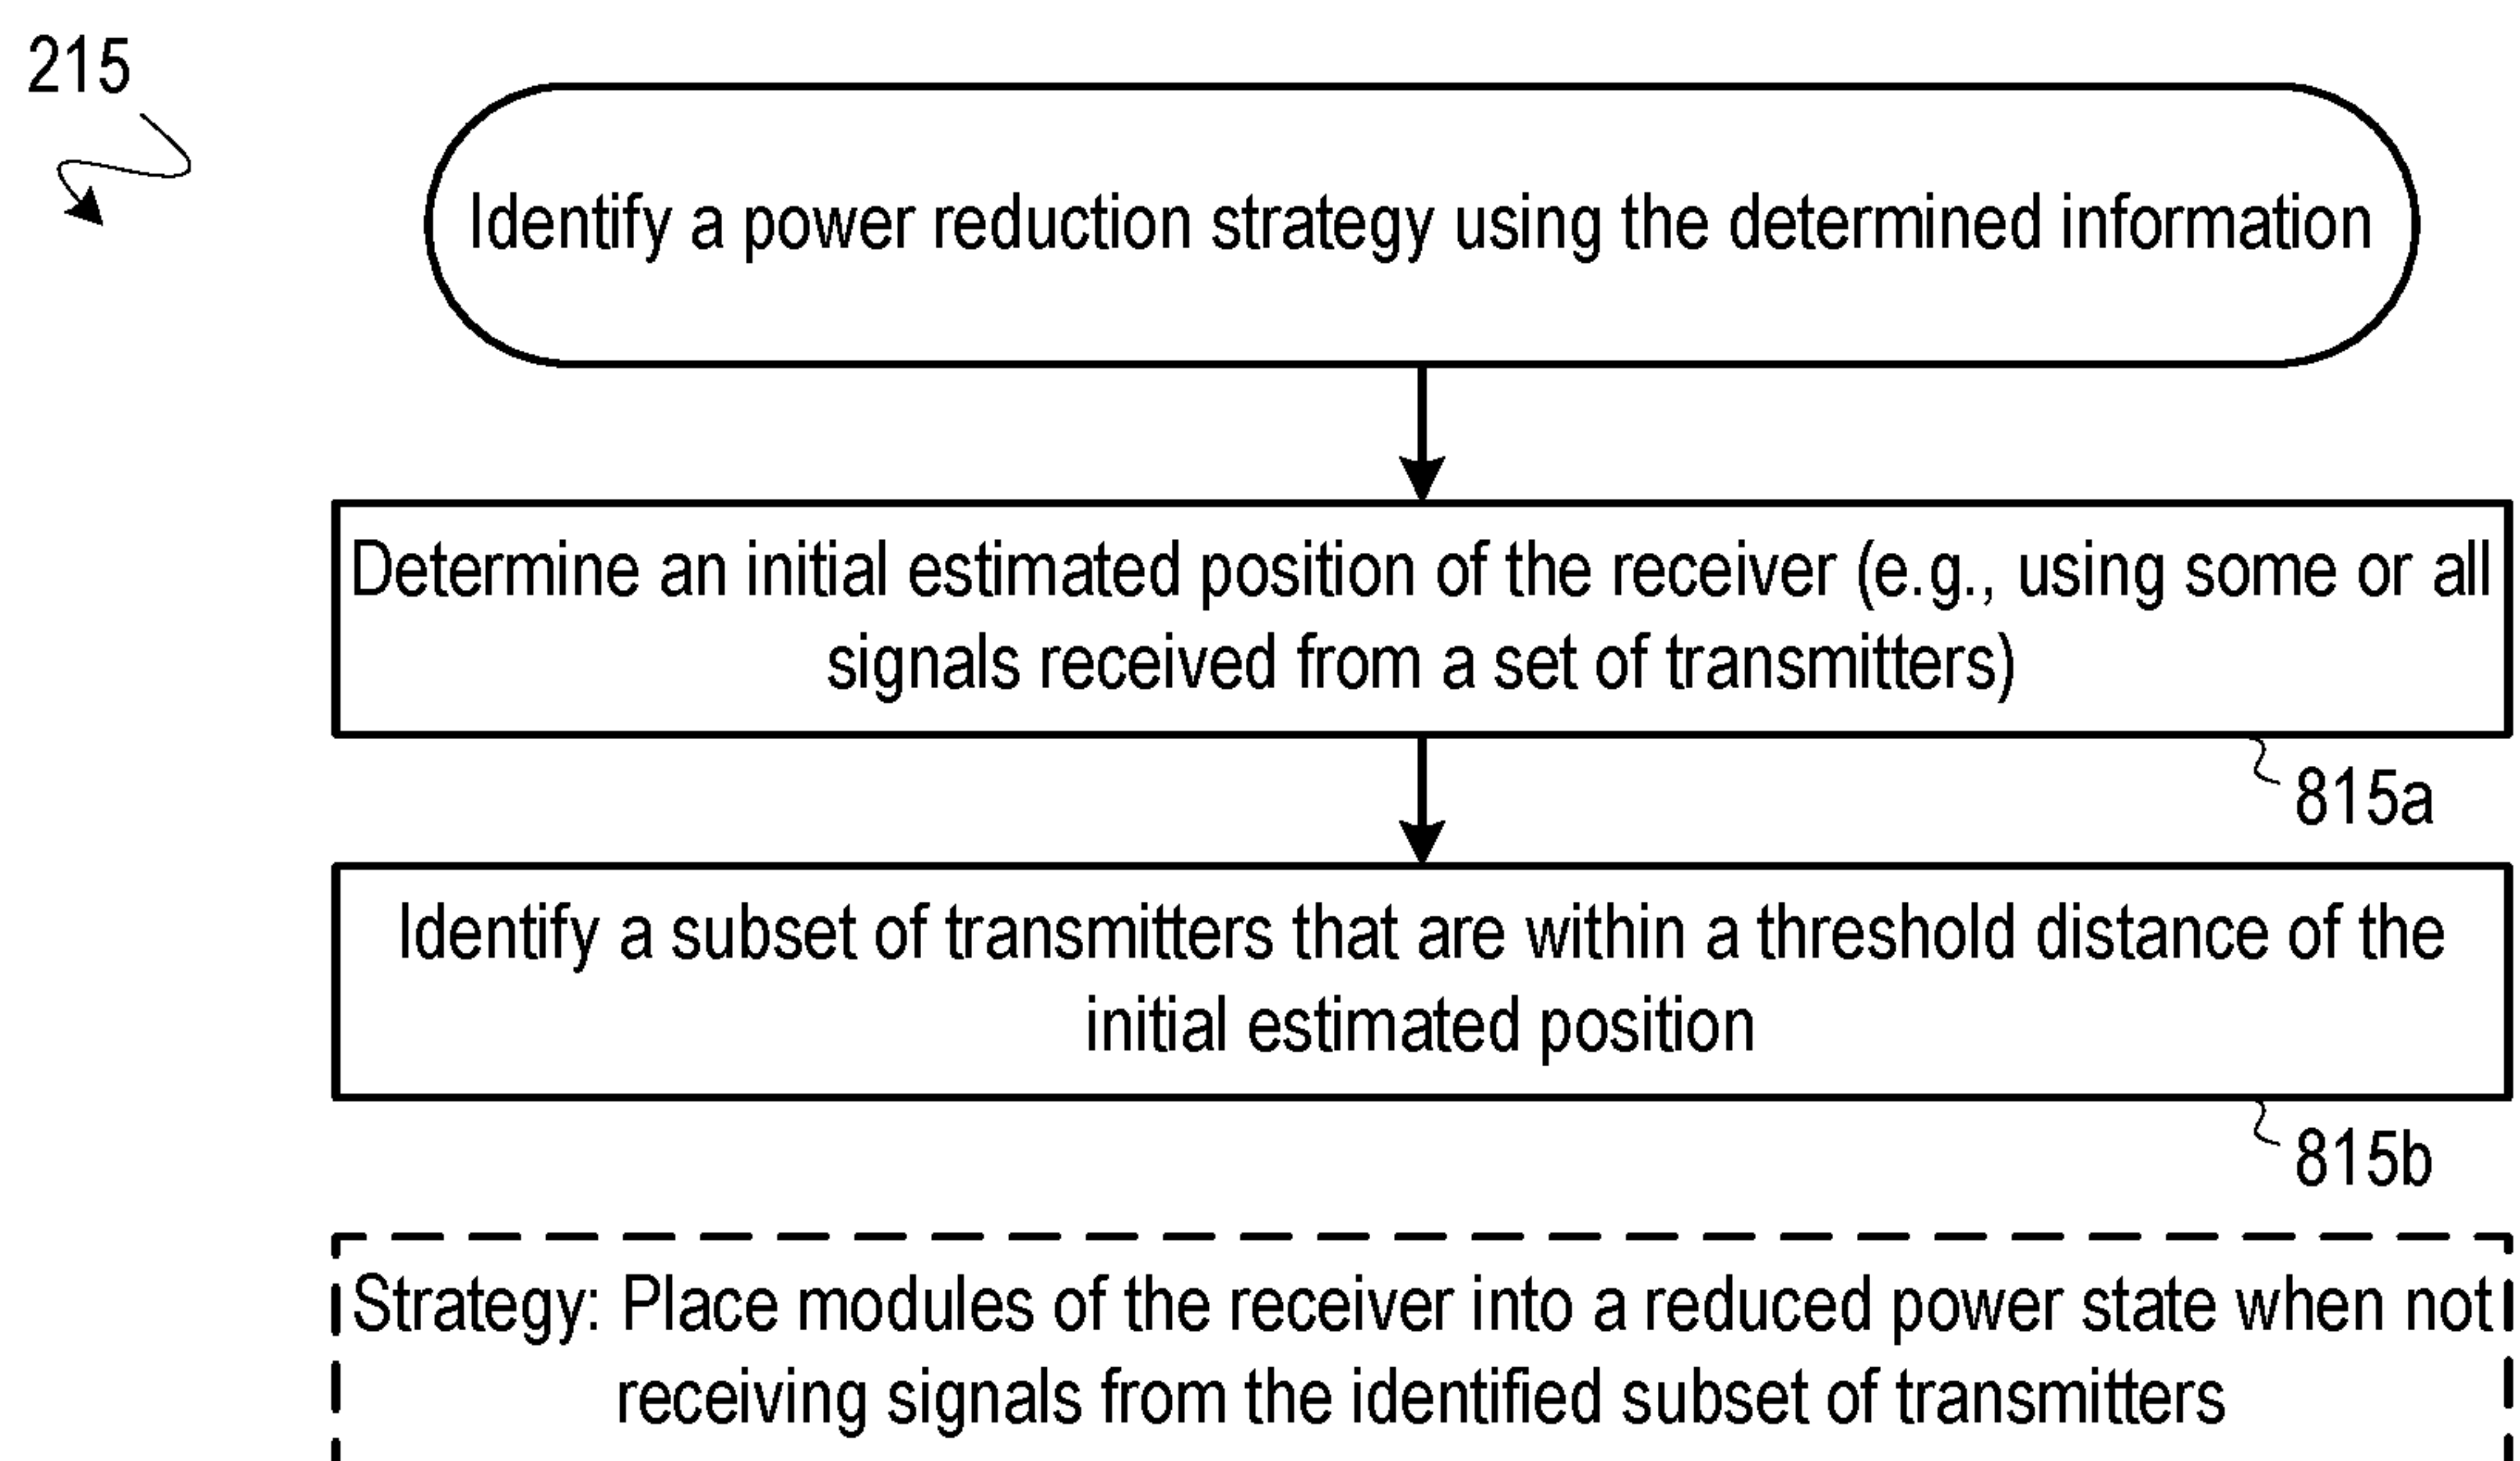 215
Identify a power reduction strategy using the determined information
Determine an initial estimated position of the receiver (e.g., using some or all
signals received from a set of transmitters)
815a
Identify a subset of transmitters that are within a threshold distance of the
initial estimated position
815b
Strategy: Place modules of the receiver into a reduced power state when not
receiving signals from the identified subset of transmitters